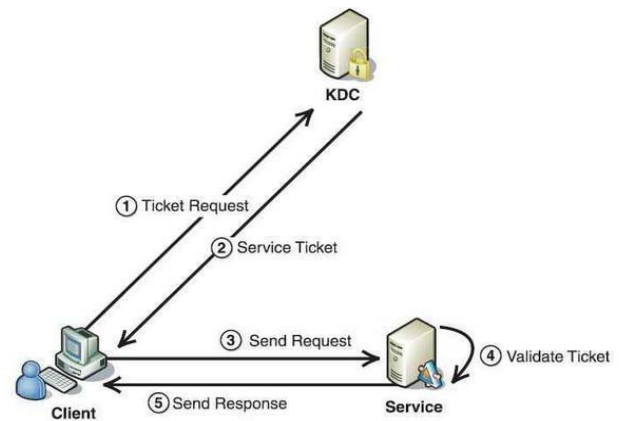 KDC
① Ticket Request
② Service Ticket
③ Send Request
④ Validate Ticket
⑤ Send Response
Client
Service